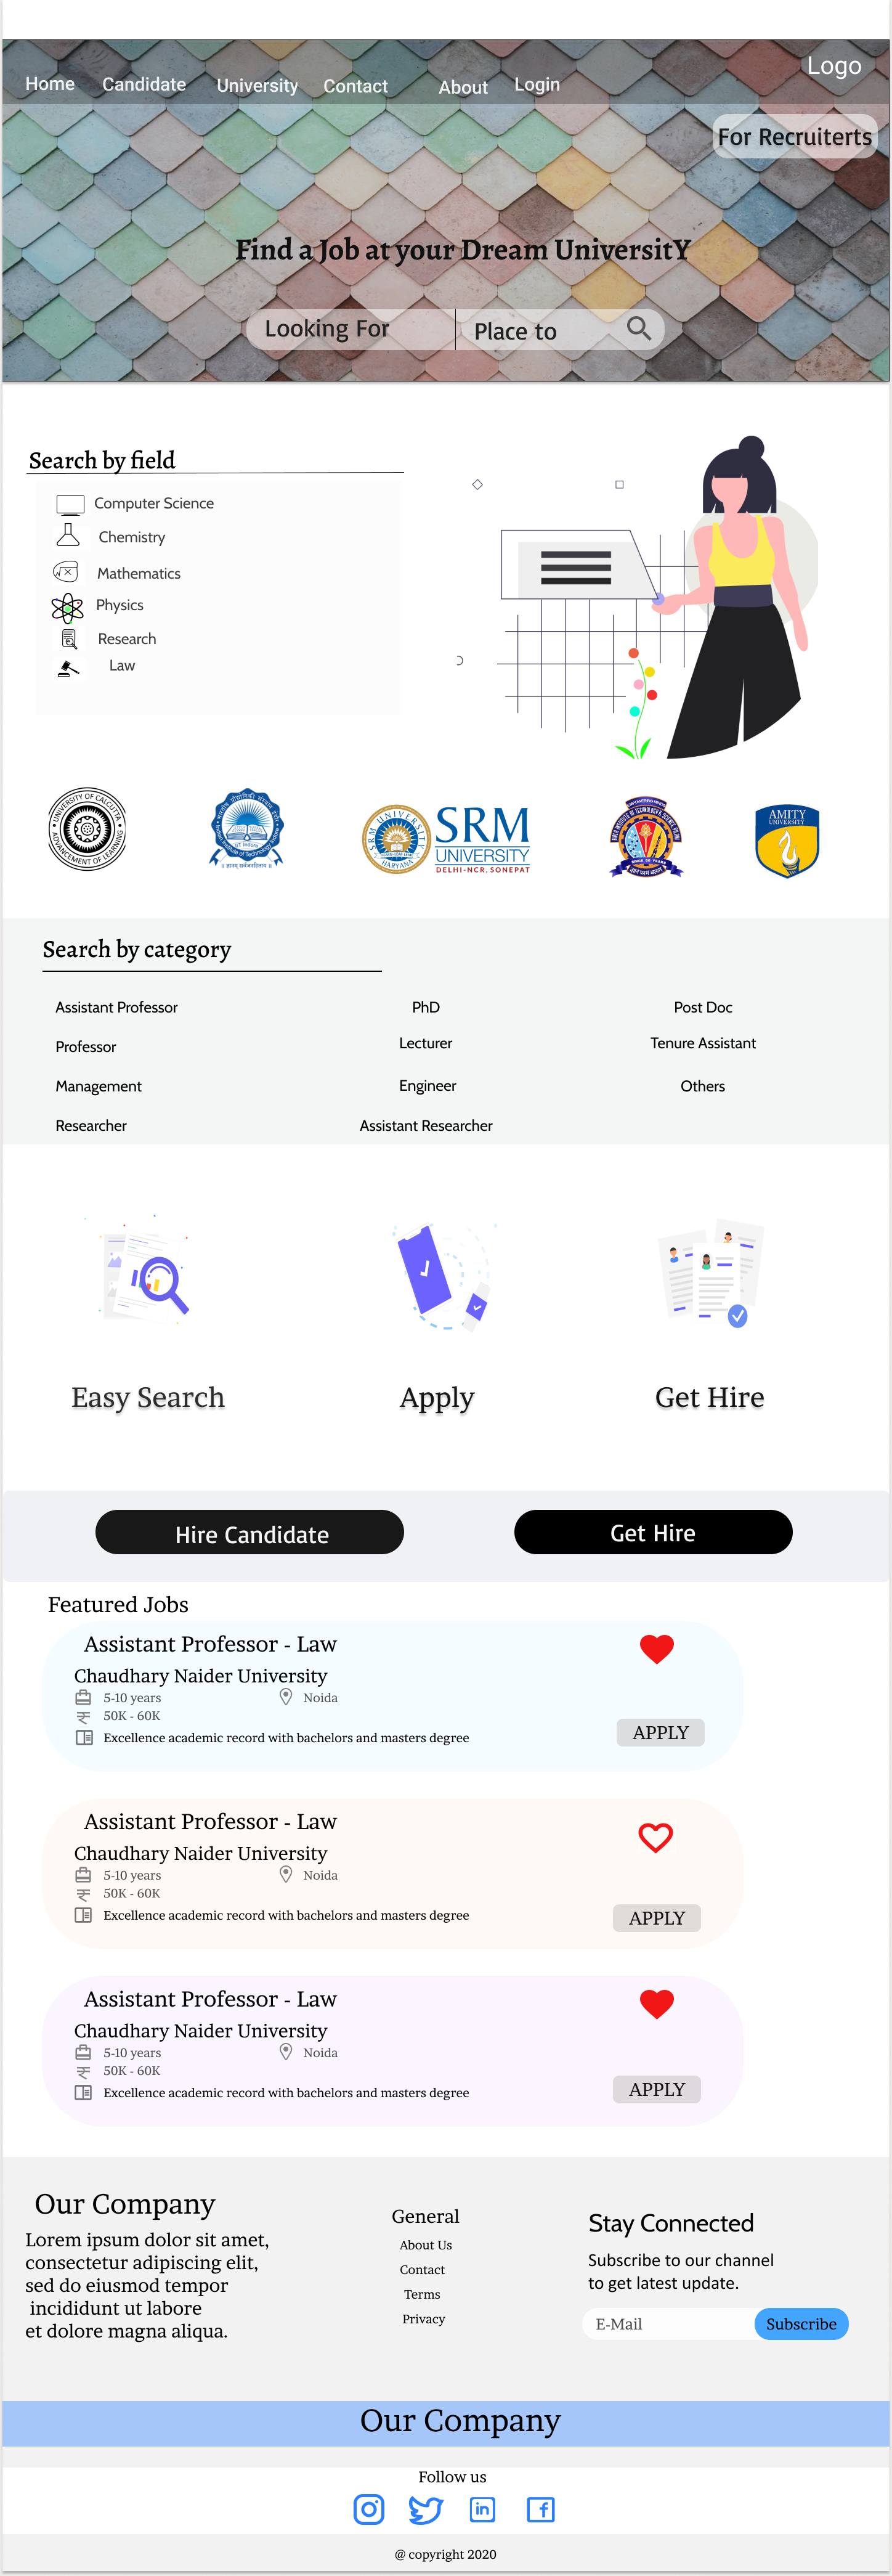 Home Candidate University Contact About Login Logo
For Recruiterts
Find a Job at your Dream UniversitY
Looking For Place to
Search by field
Computer Science
Chemistry
Mathematics
Physics
Research
Law
UNIVERSITY OF CALCUTTA
ADVANCEMENT OF LEARNING
SRM UNIVERSITY
HARYANA
SRM
UNIVERSITY
DELHI-NCR, SONEPAT
AMITY
UNIVERSITY
Search by category
Assistant Professor PhD Post Doc
Professor Lecturer Tenure Assistant
Management Engineer Others
Researcher Assistant Researcher
Easy Search Apply Get Hire
Hire Candidate Get Hire
Featured Jobs
Assistant Professor - Law
Chaudhary Naider University
5-10 years Noida
50K - 60K
Excellence academic record with bachelors and masters degree
APPLY
Assistant Professor - Law
Chaudhary Naider University
5-10 years Noida
50K - 60K
Excellence academic record with bachelors and masters degree
APPLY
Assistant Professor - Law
Chaudhary Naider University
5-10 years Noida
50K - 60K
Excellence academic record with bachelors and masters degree
APPLY
Our Company
Lorem ipsum dolor sit amet,
consectetur adipiscing elit,
sed do eiusmod tempor
incididunt ut labore
et dolore magna aliqua.
General
About Us
Contact
Terms
Privacy
Stay Connected
Subscribe to our channel
to get latest update.
E-Mail Subscribe
Our Company
Follow us
@ copyright 2020